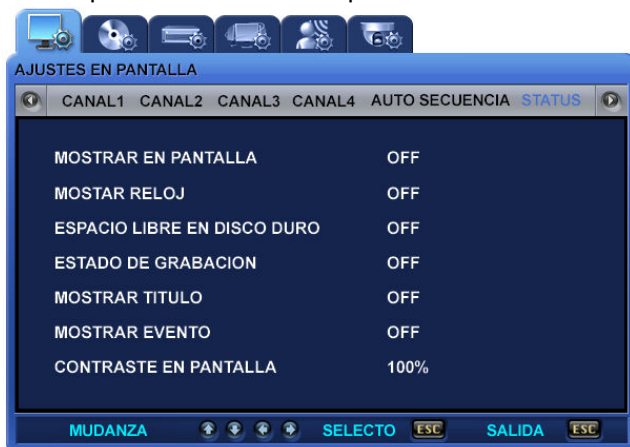 AJUSTES EN PANTALLA
CANAL1 CANAL2 CANAL3 CANAL4 AUTO SECUENCIA STATUS
MOSTRAR EN PANTALLA OFF
MOSTAR RELOJ OFF
ESPACIO LIBRE EN DISCO DURO OFF
ESTADO DE GRABACION OFF
MOSTRAR TITULO OFF
MOSTRAR EVENTO OFF
CONTRASTE EN PANTALLA 100%
MUDANZA SELECTO ESC SALIDA ESC